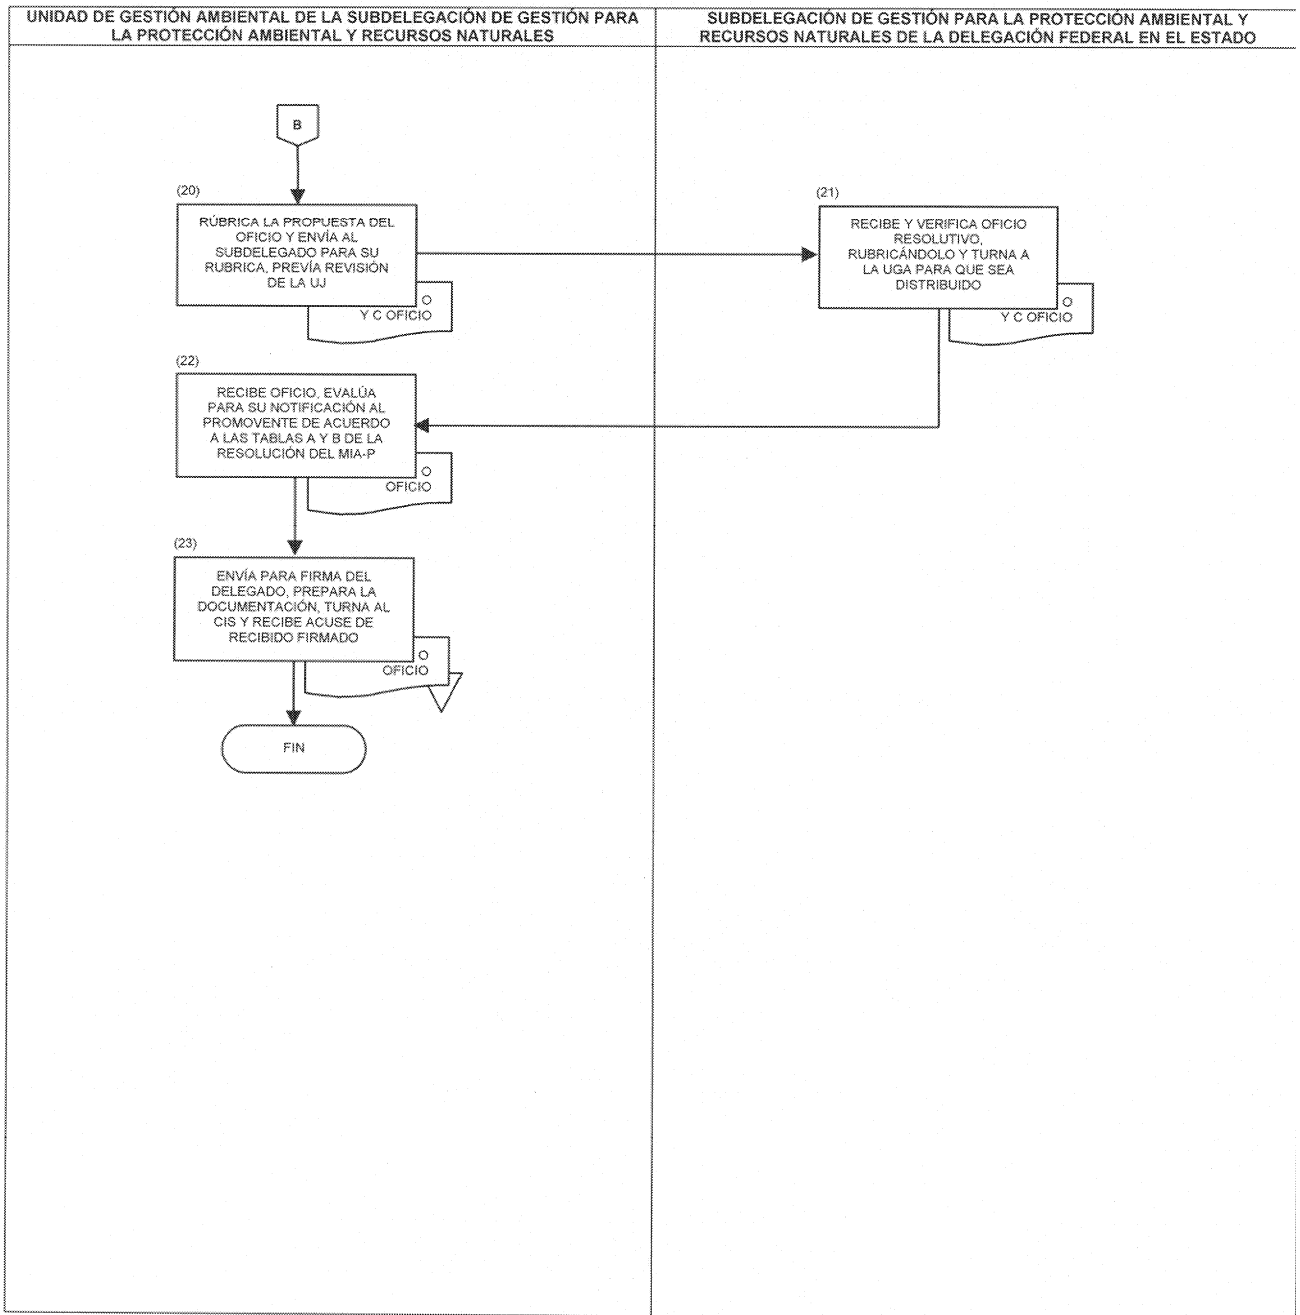 UNIDAD DE GESTIÓN AMBIENTAL DE LA SUBDELEGACIÓN DE GESTIÓN PARA
LA PROTECCIÓN AMBIENTAL Y RECURSOS NATURALES
SUBDELEGACIÓN DE GESTIÓN PARA LA PROTECCIÓN AMBIENTAL Y
RECURSOS NATURALES DE LA DELEGACIÓN FEDERAL EN EL ESTADO
B
(20)
RÚBRICA LA PROPUESTA DEL
OFICIO Y ENVÍA AL
SUBDELEGADO PARA SU
RUBRICA, PREVÍA REVISIÓN
DE LA UJ
O
Y C OFICIO
(21)
RECIBE Y VERIFICA OFICIO
RESOLUTIVO,
RUBRICÁNDOLO Y TURNA A
LA UGA PARA QUE SEA
DISTRIBUIDO
O
Y C OFICIO
(22)
RECIBE OFICIO, EVALÚA
PARA SU NOTIFICACIÓN AL
PROMOVENTE DE ACUERDO
A LAS TABLAS A Y B DE LA
RESOLUCIÓN DEL MIA-P
O
OFICIO
(23)
ENVÍA PARA FIRMA DEL
DELEGADO, PREPARA LA
DOCUMENTACIÓN, TURNA AL
CIS Y RECIBE ACUSE DE
RECIBIDO FIRMADO
O
OFICIO
FIN